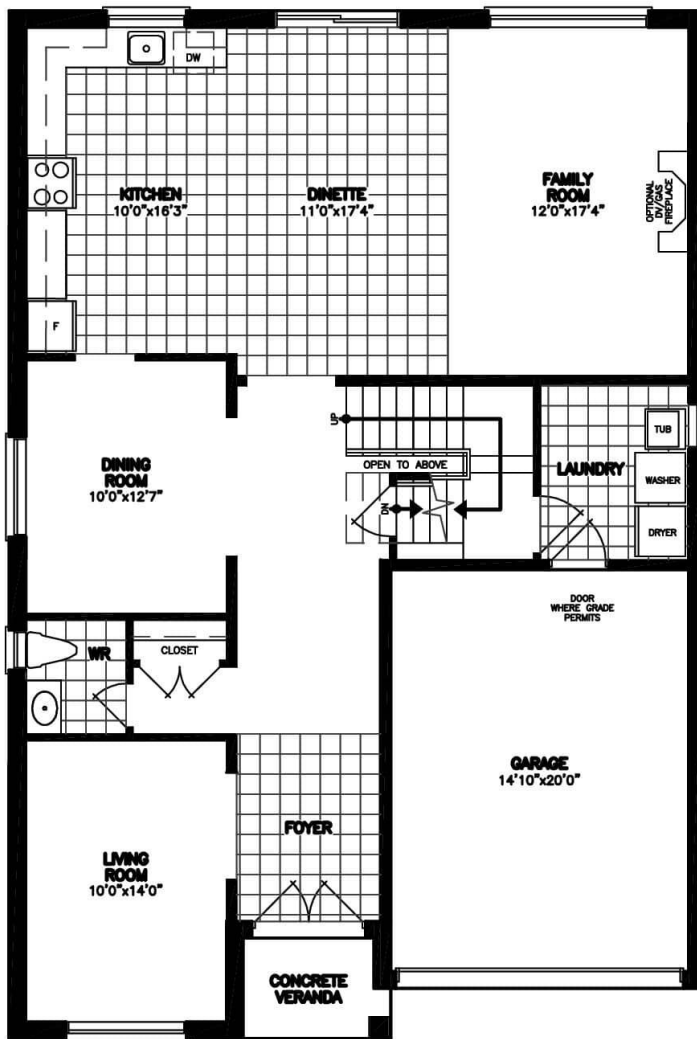 DW
KITCHEN
10'0"x16'3"
DINETTE
11'0"x17'4"
FAMILY
ROOM
12'0"x17'4"
OPTIONAL
DV/GAS
FIREPLACE
F
UP
DINING
ROOM
10'0"x12'7"
OPEN TO ABOVE
DN
LAUNDRY
TUB
WASHER
DRYER
DOOR
WHERE GRADE
PERMITS
WR
CLOSET
GARAGE
14'10"x20'0"
FOYER
LIVING
ROOM
10'0"x14'0"
CONCRETE
VERANDA